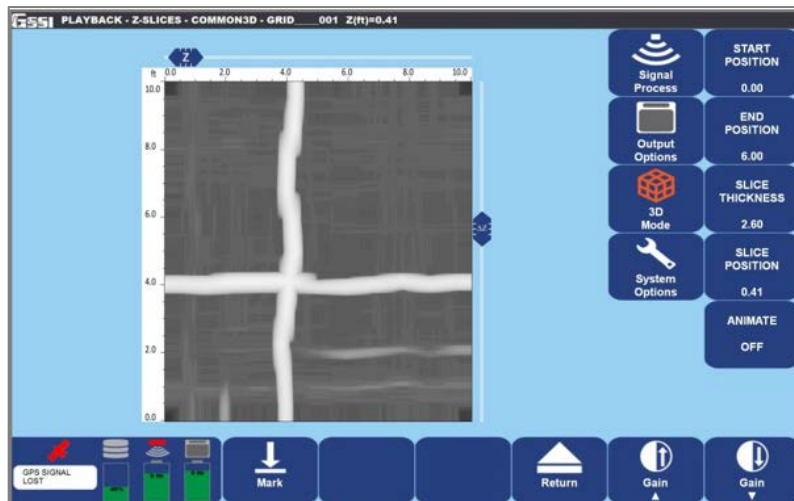 GSSI PLAYBACK - Z-SLICES - COMMON3D - GRID____001 Z(ft)=0.41
Z
ft 0.0 2.0 4.0 6.0 8.0 10.0
10.0
8.0
6.0
4.0
2.0
0.0
ΔZ
Signal
Process
START
POSITION
0.00
Output
Options
END
POSITION
6.00
3D
Mode
SLICE
THICKNESS
2.60
System
Options
SLICE
POSITION
0.41
ANIMATE
OFF
GPS SIGNAL
LOST
Mark
Return
Gain
Gain